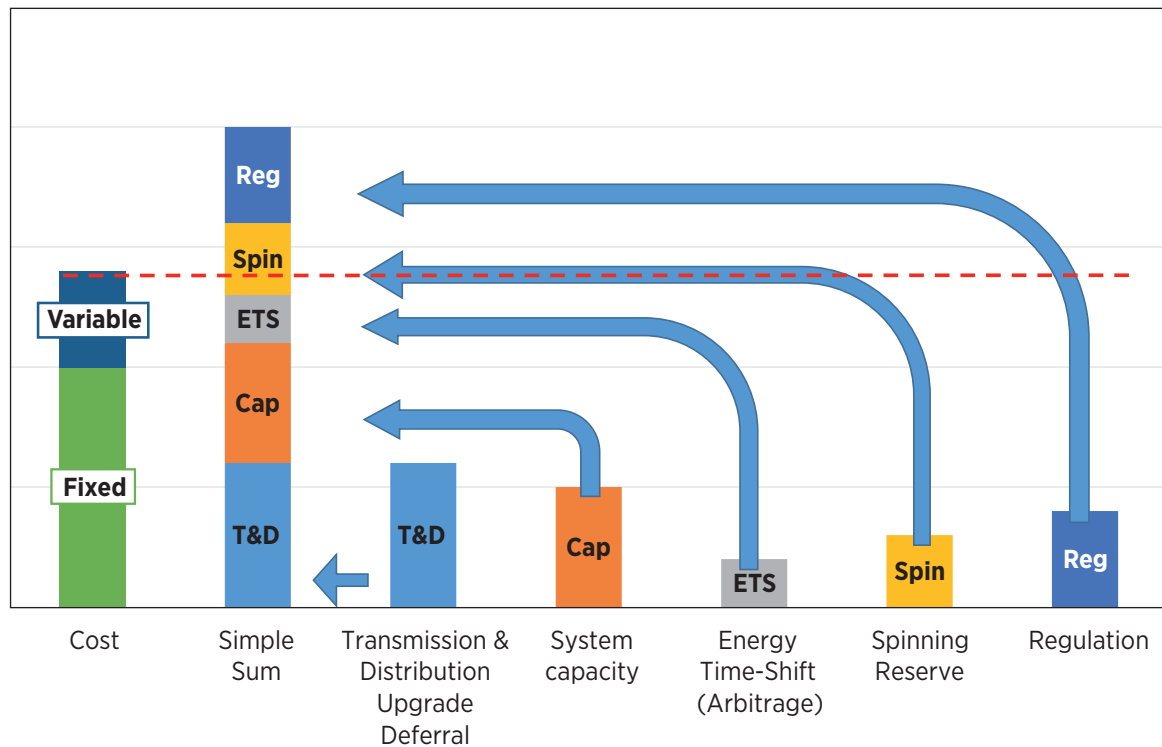 Reg
Spin
Variable
ETS
Cap
Fixed
T&D
T&D
Cap
ETS
Spin
Reg
Cost
Simple
Sum
Transmission &
Distribution
Upgrade
Deferral
System
capacity
Energy
Time-Shift
(Arbitrage)
Spinning
Reserve
Regulation